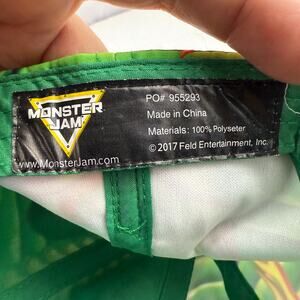 MONSTER
JAM
www.MonsterJam.com
PO# 955293
Made in China
Materials: 100% Polyseter
© 2017 Feld Entertainment, Inc.